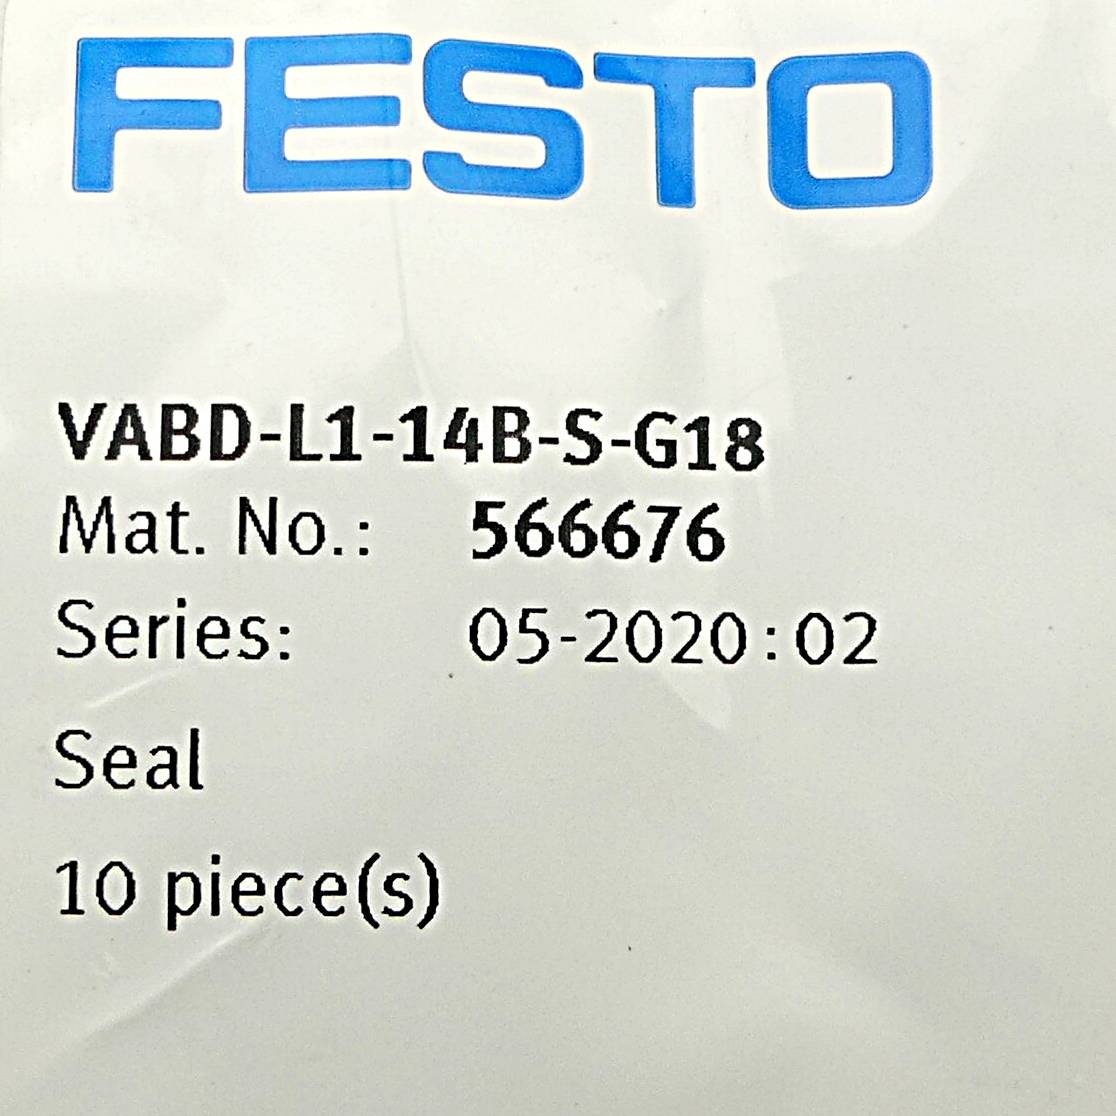 FESTO
VABD-L1-14B-S-G18
Mat. No.: 566676
Series: 05-2020:02
Seal
10 piece(s)